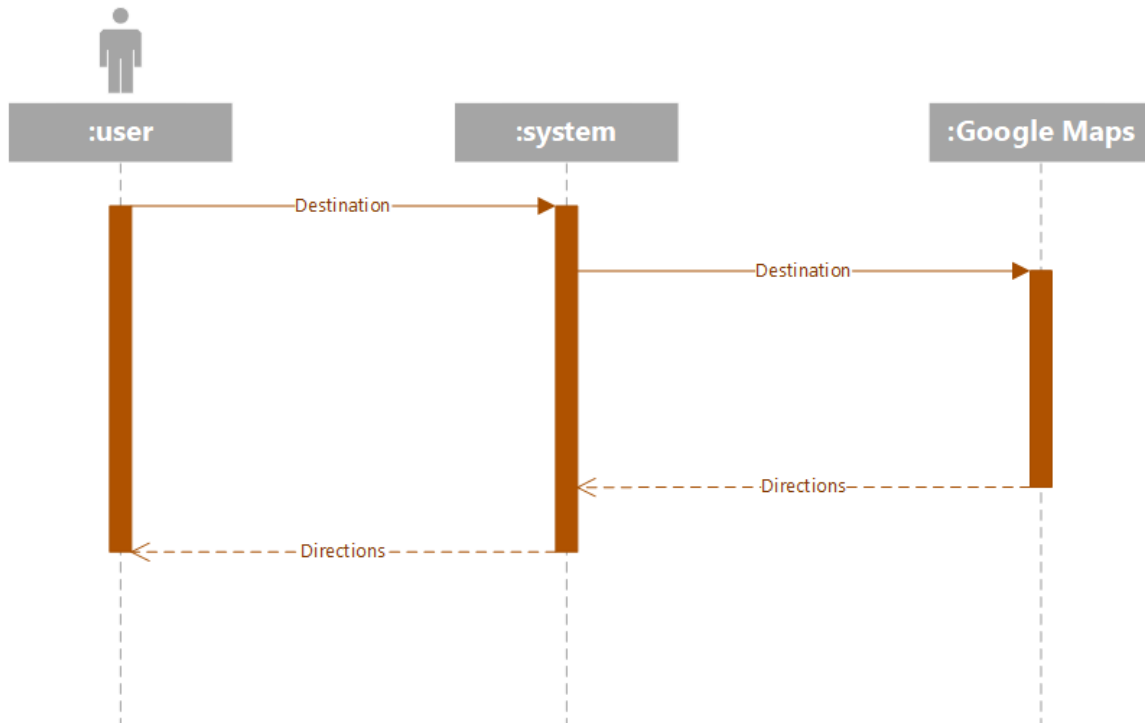 :user
:system
:Google Maps
Destination
Destination
Directions
Directions